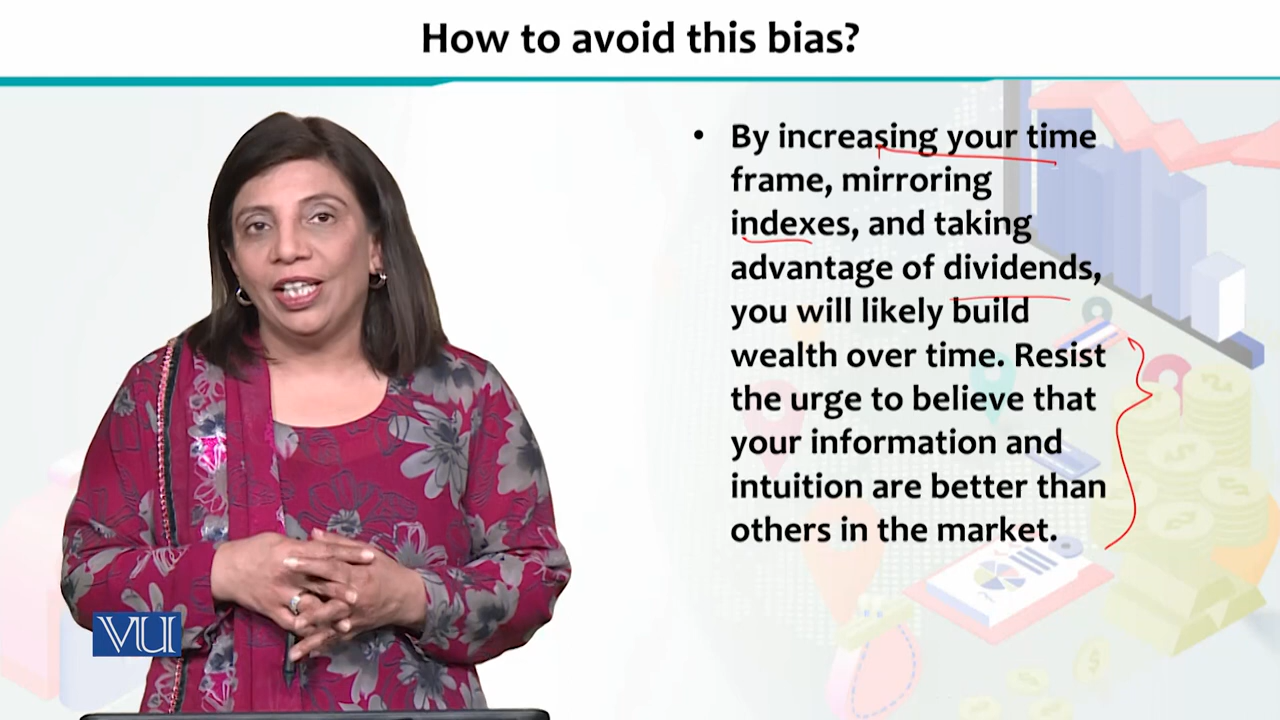 How to avoid this bias?
• By increasing your time
frame, mirroring
indexes, and taking
advantage of dividends,
you will likely build
wealth over time. Resist
the urge to believe that
your information and
intuition are better than
others in the market.
VU